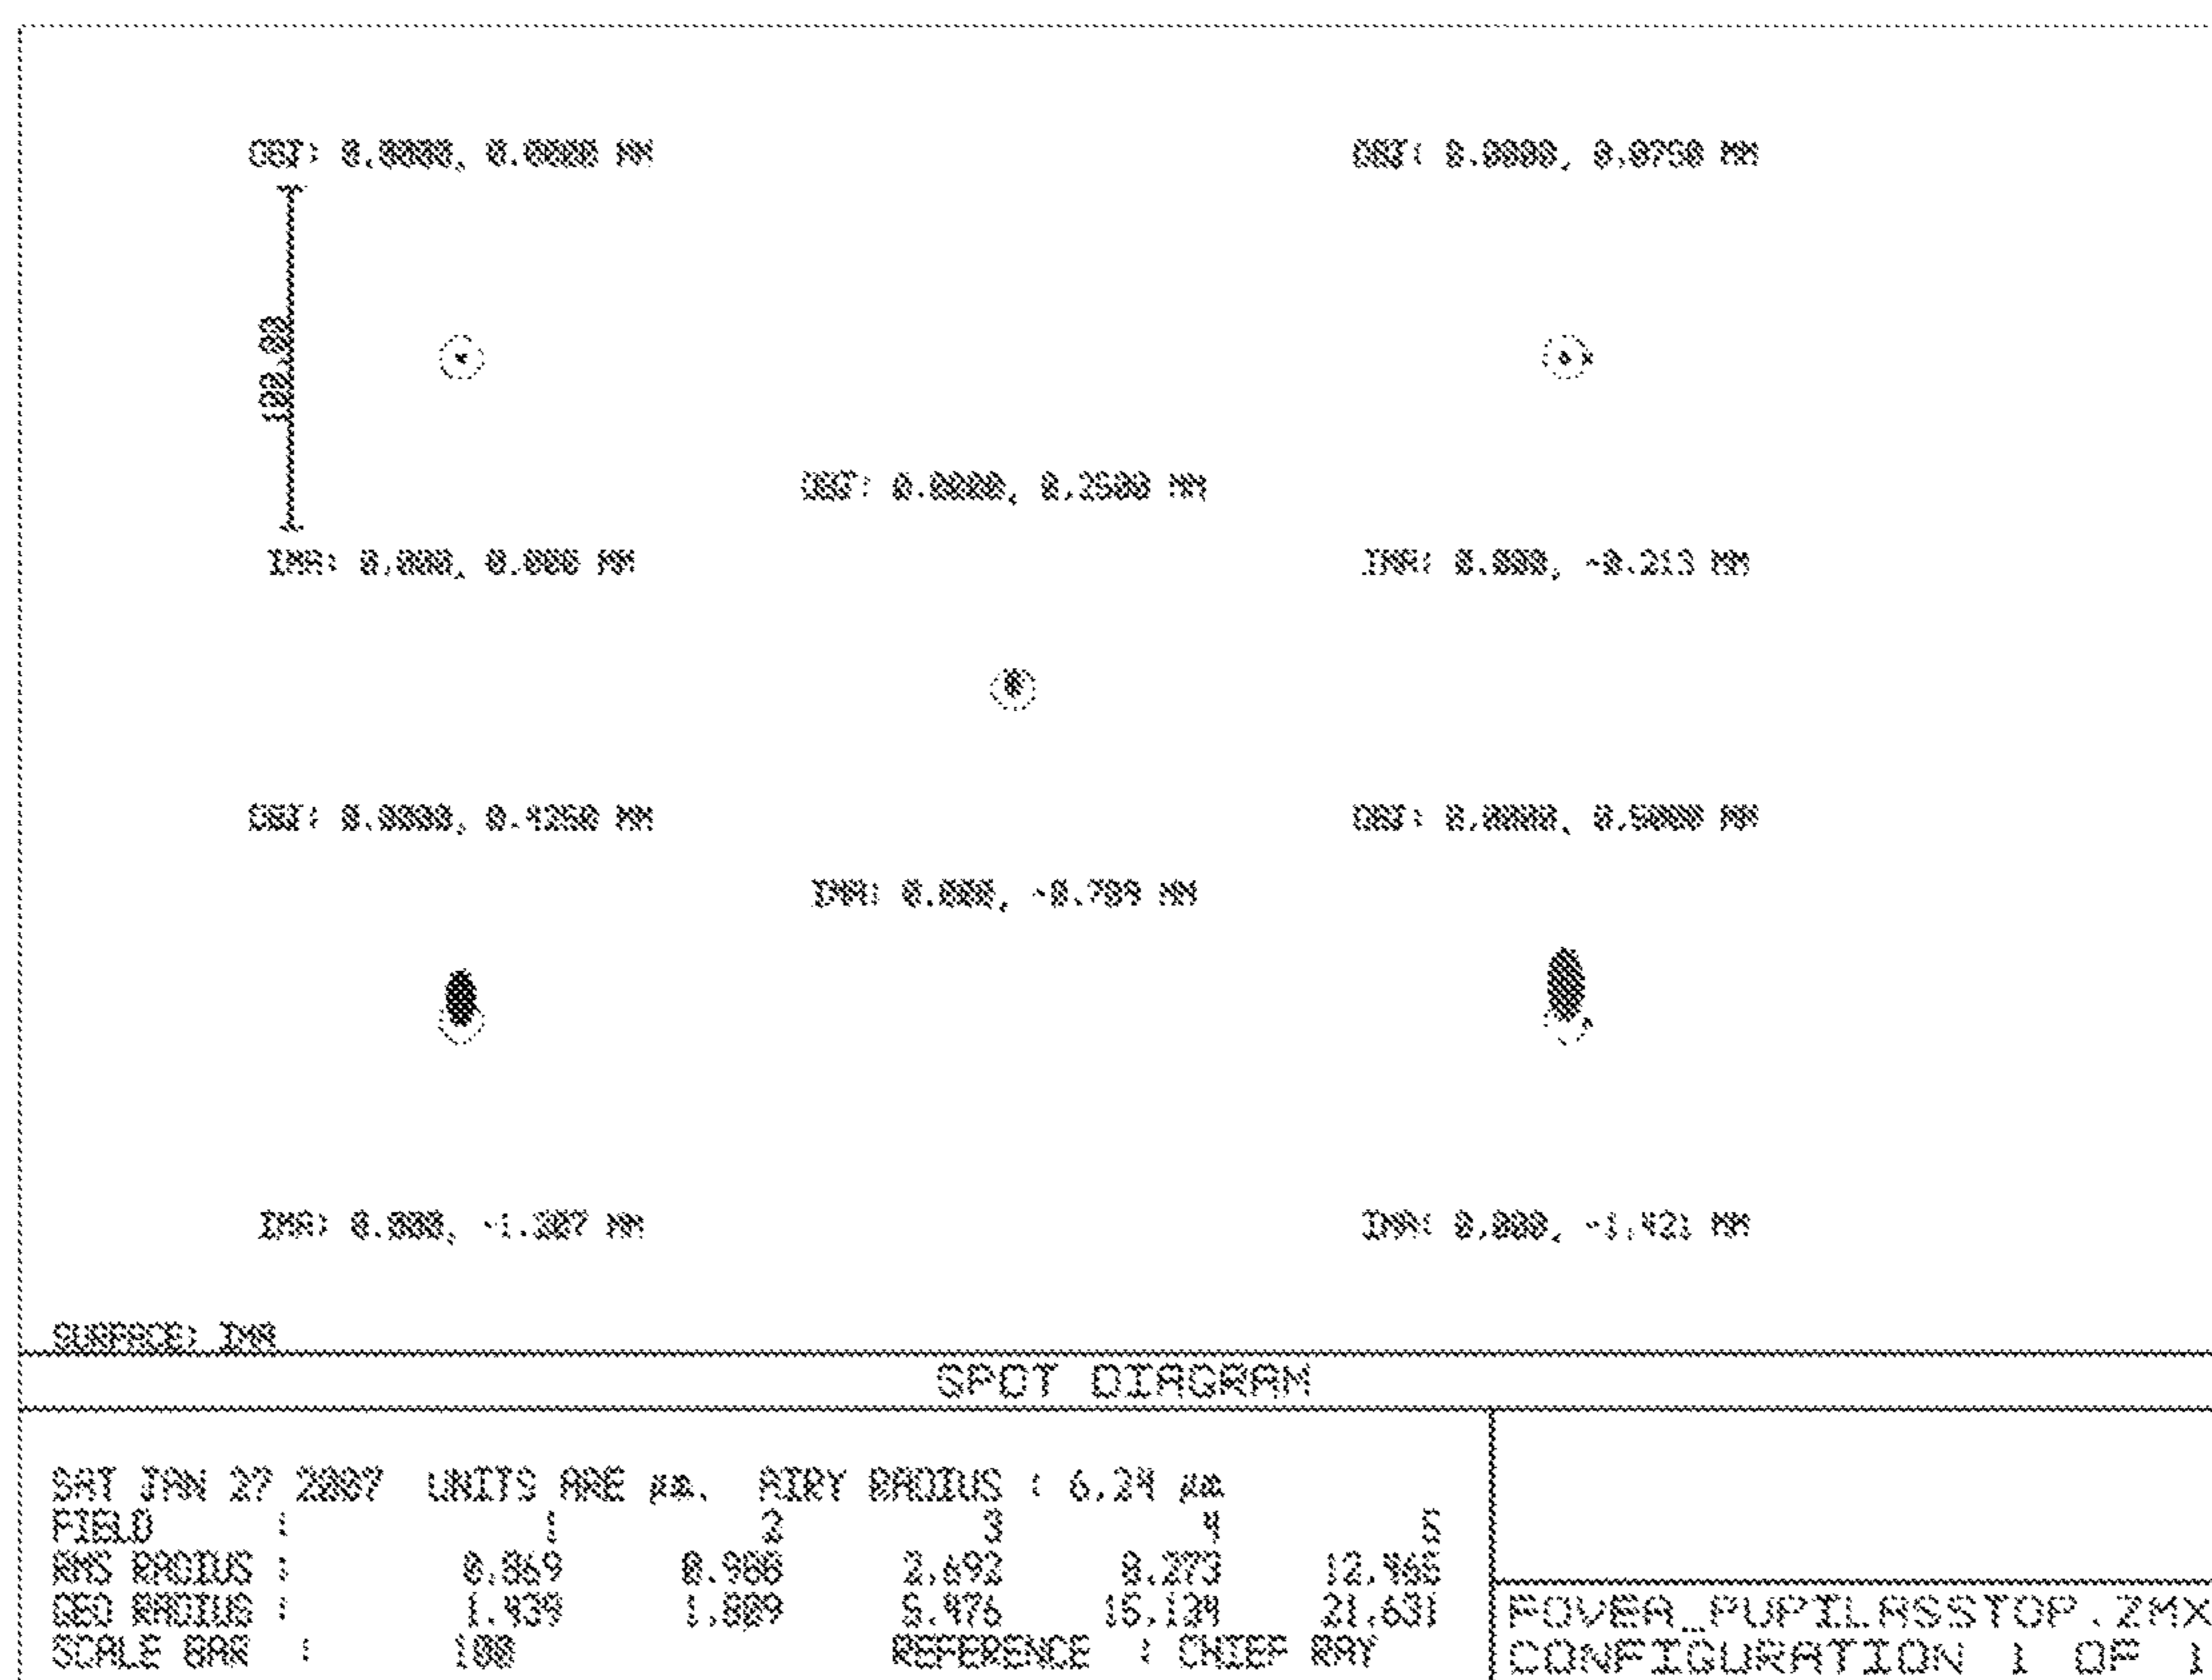 OBJ: 0.0000, 0.0000 MM
OBJ: 0.0000, 0.0750 MM
100.00
OBJ: 0.0000, 0.2500 MM
IMA: 0.000, 0.000 MM
IMA: 0.000, -0.213 MM
OBJ: 0.0000, 0.4250 MM
OBJ: 0.0000, 0.5000 MM
IMA: 0.000, -0.709 MM
IMA: 0.000, -1.207 MM
IMA: 0.000, -1.421 MM
SURFACE: IMA
SPOT DIAGRAM
SAT JAN 27 2007 UNITS ARE µm. AIRY RADIUS : 6.24 µm
FIELD : 1 2 3 4 5
RMS RADIUS : 0.869 2.692 8.273
GEO RADIUS : 1.439 5.476 15.134 21.631
SCALE BAR : 100 REFERENCE : CHIEF RAY
FOVEA_PUPILASSTOP.ZMX
CONFIGURATION 1 OF 1